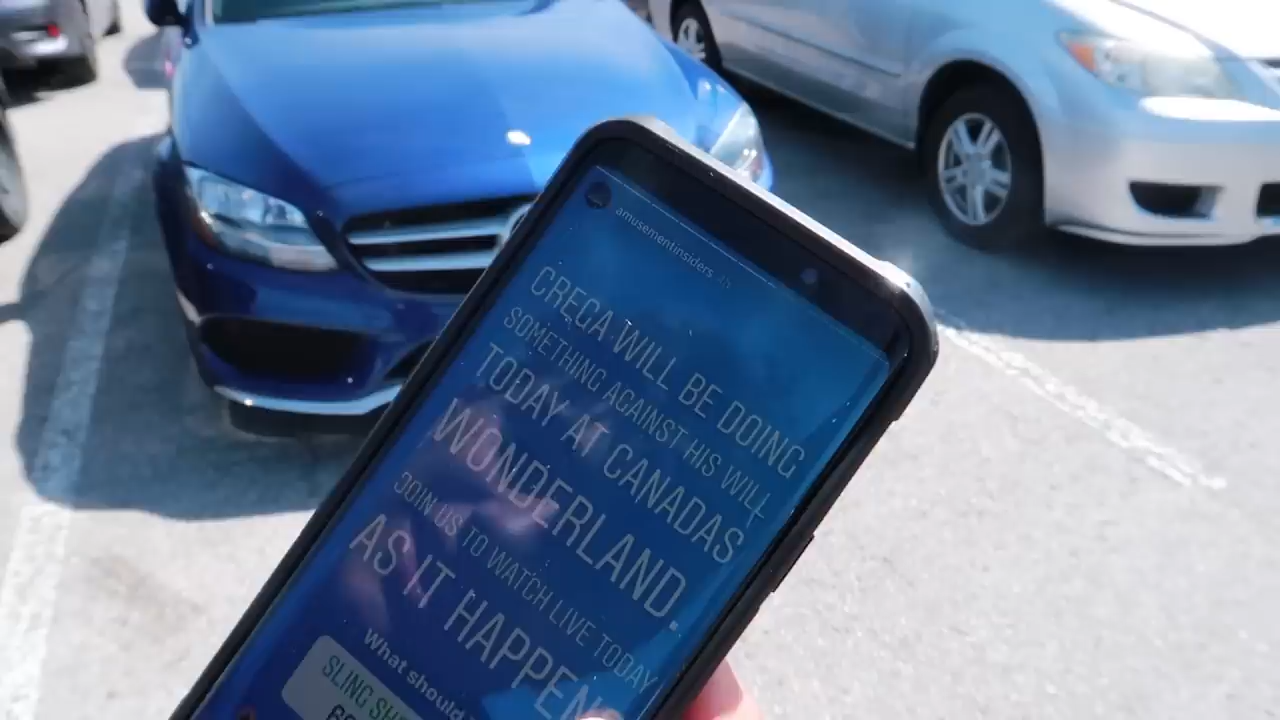 amusementinsiders 4h
CREGA WILL BE DOING
SOMETHING AGAINST HIS WILL
TODAY AT CANADAS
WONDERLAND.
JOIN US TO WATCH LIVE TODAY
AS IT HAPPENS
What should
SLING SH